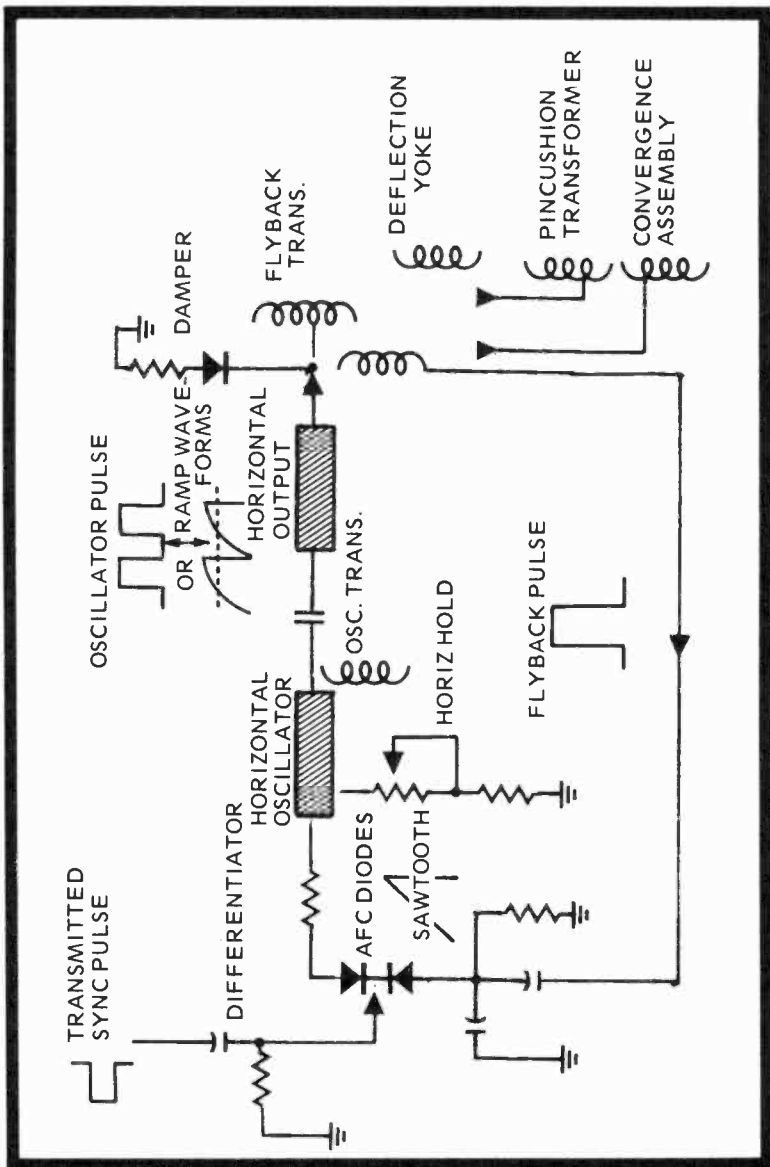 TRANSMITTED
SYNC PULSE
OSCILLATOR PULSE
OR
RAMP WAVE-
FORMS
DAMPER
DIFFERENTIATOR
HORIZONTAL
OSCILLATOR
HORIZONTAL
OUTPUT
FLYBACK
TRANS.
OSC. TRANS.
AFC DIODES
SAWTOOTH
HORIZ HOLD
DEFLECTION
YOKE
FLYBACK PULSE
PINCUSHION
TRANSFORMER
CONVERGENCE
ASSEMBLY